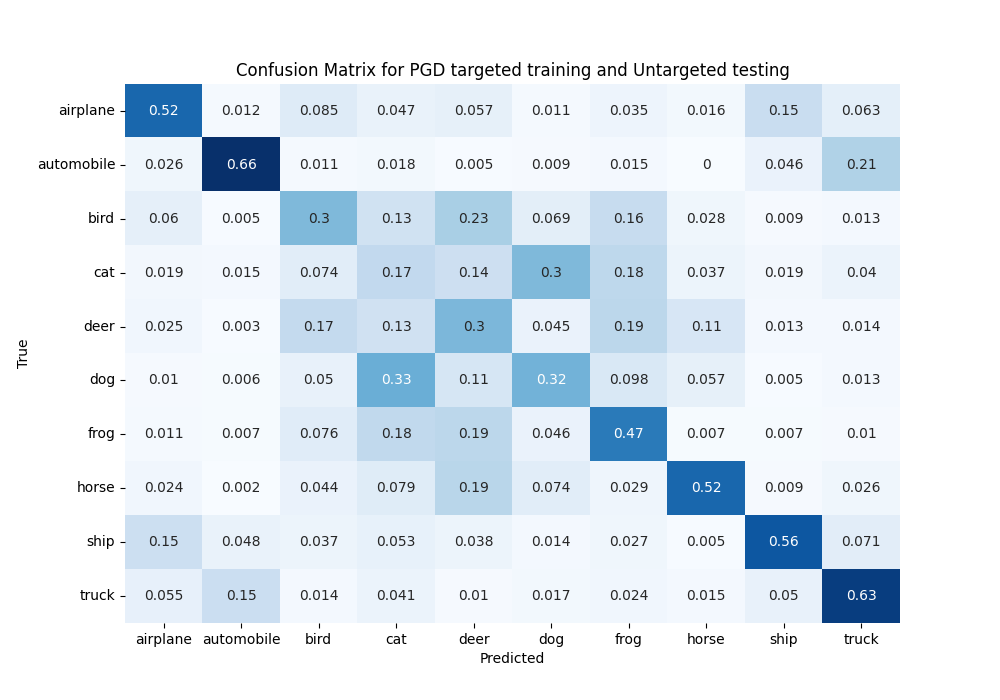 Confusion Matrix for PGD targeted training and Untargeted testing
airplane 0.52 0.012 0.085 0.047 0.057 0.011 0.035 0.016 0.15 0.063
automobile 0.026 0.66 0.011 0.018 0.005 0.009 0.015 0 0.046 0.21
bird 0.06 0.005 0.3 0.13 0.23 0.069 0.16 0.028 0.009 0.013
cat 0.019 0.015 0.074 0.17 0.14 0.3 0.18 0.037 0.019 0.04
deer 0.025 0.003 0.17 0.13 0.3 0.045 0.19 0.11 0.013 0.014
True
dog 0.01 0.006 0.05 0.33 0.11 0.32 0.098 0.057 0.005 0.013
frog 0.011 0.007 0.076 0.18 0.19 0.046 0.47 0.007 0.007 0.01
horse 0.024 0.002 0.044 0.079 0.19 0.074 0.029 0.52 0.009 0.026
ship 0.15 0.048 0.037 0.053 0.038 0.014 0.027 0.005 0.56 0.071
truck 0.055 0.15 0.014 0.041 0.01 0.017 0.024 0.015 0.05 0.63
airplane automobile bird cat deer dog frog horse ship truck
Predicted